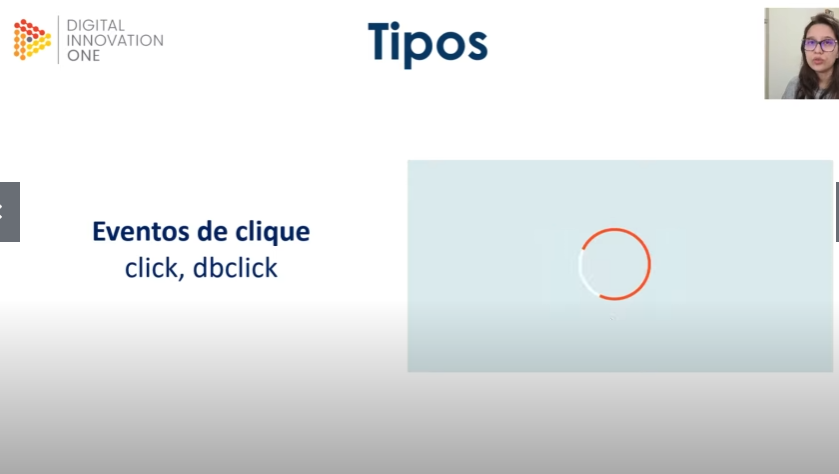 DIGITAL
INNOVATION
ONE
Tipos
Eventos de clique
click, dbclick